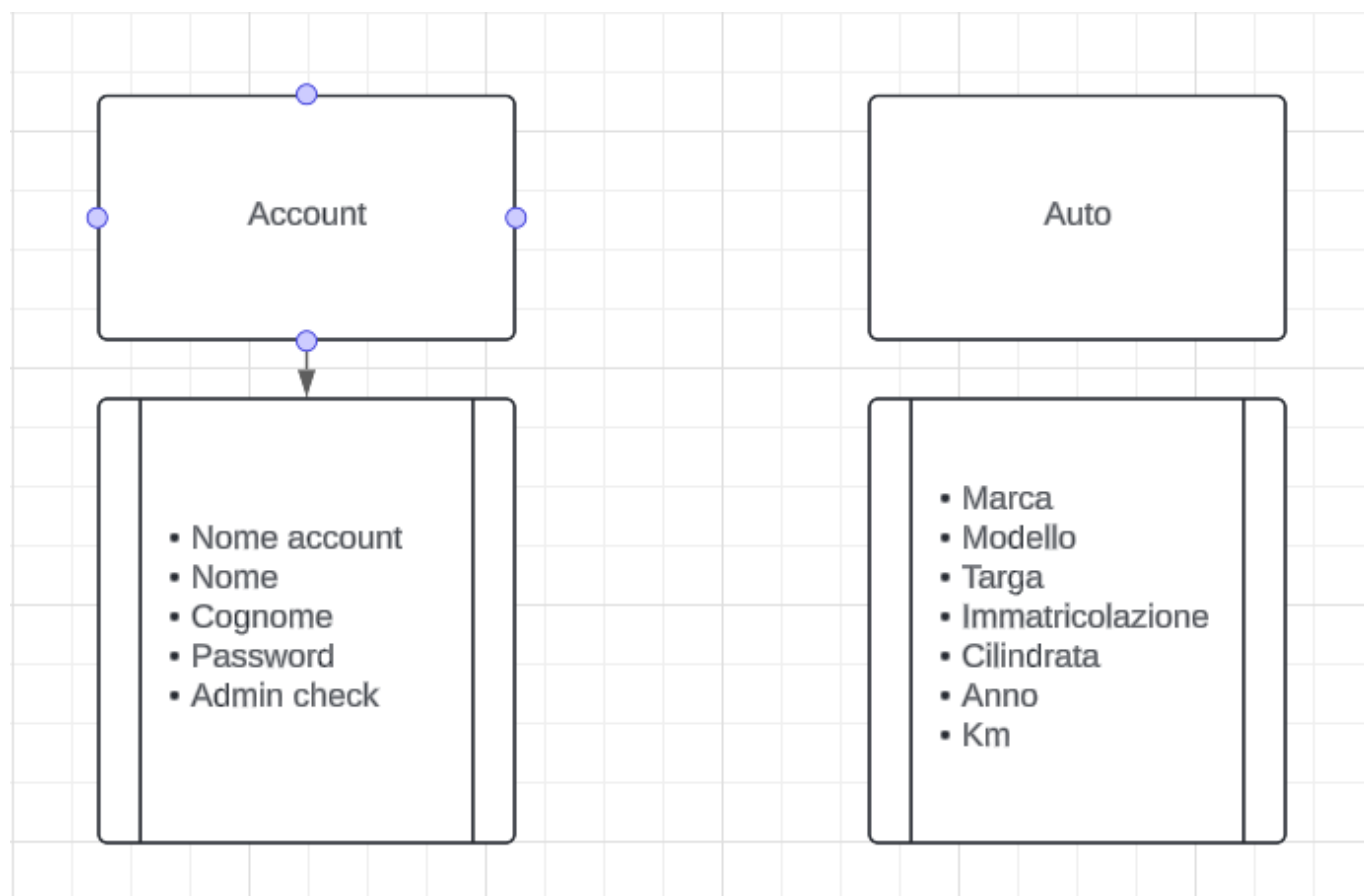 Account
• Nome account
• Nome
• Cognome
• Password
• Admin check
Auto
• Marca
• Modello
• Targa
• Immatricolazione
• Cilindrata
• Anno
• Km